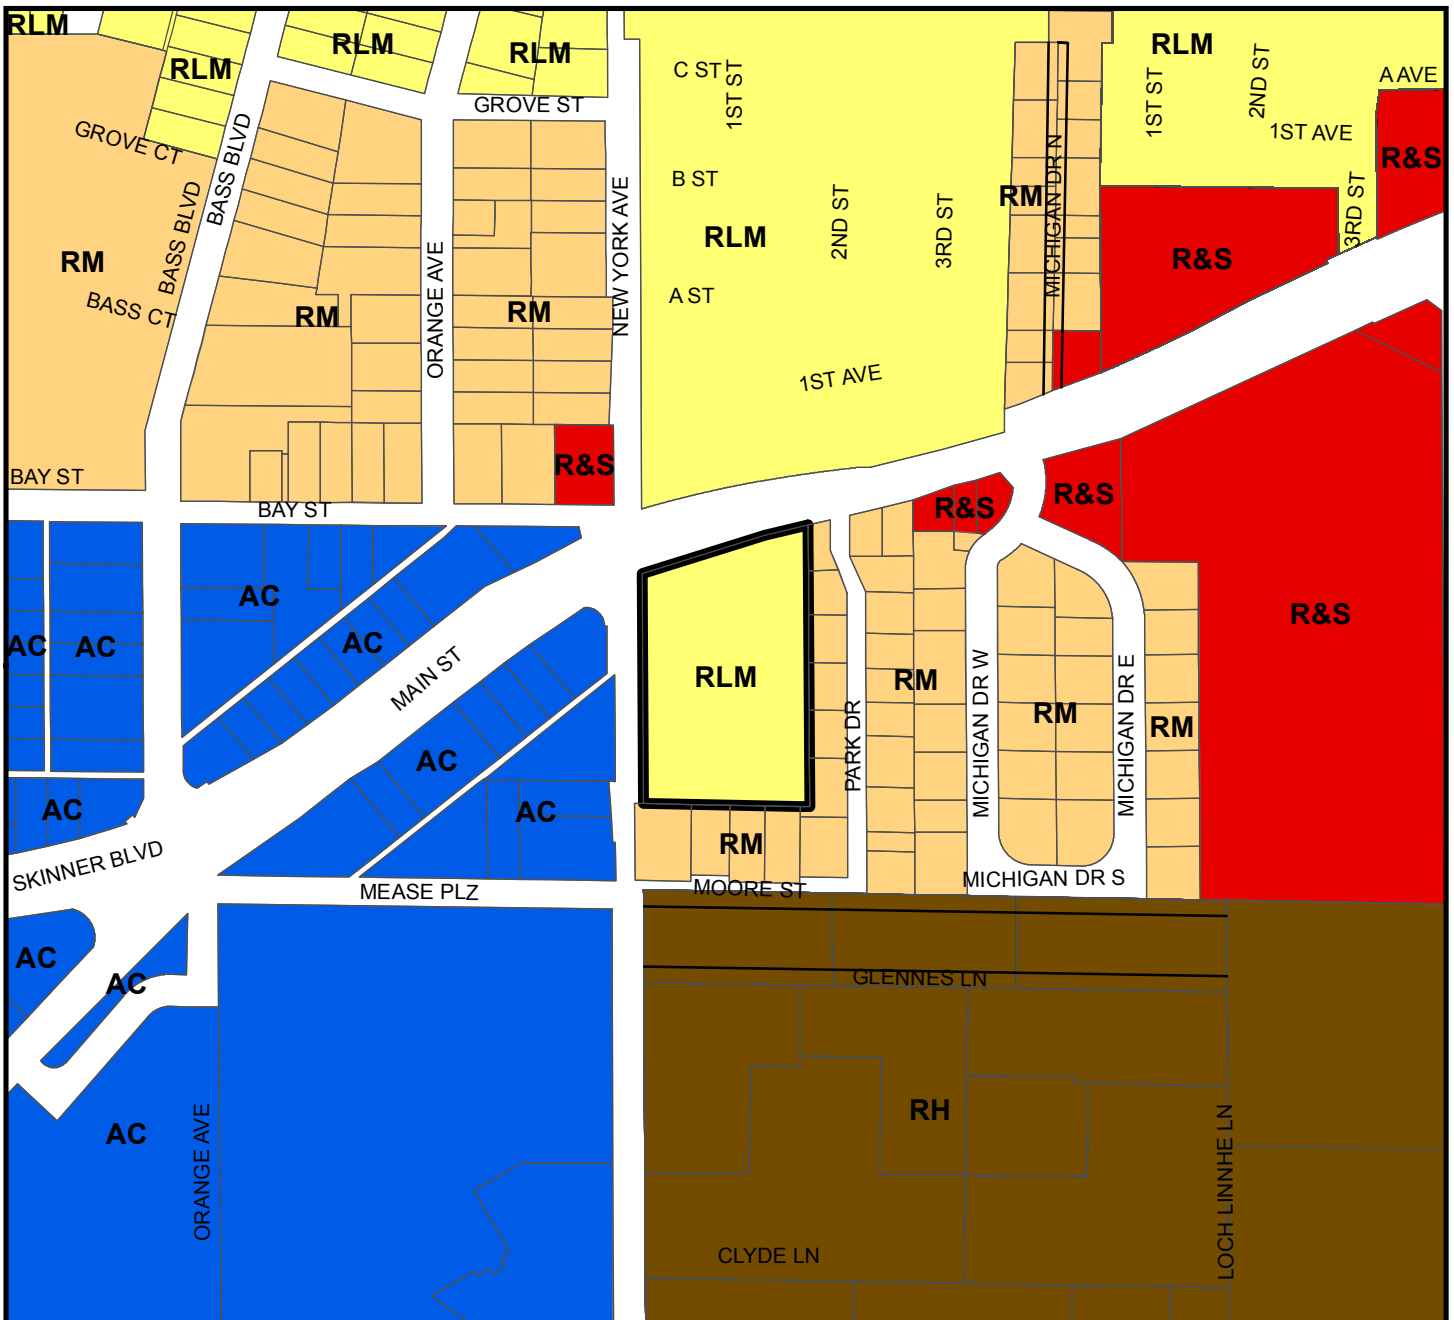 RLM
RLM
RLM
RLM
RLM
C ST
1ST ST
1ST ST
2ND ST
A AVE
GROVE ST
GROVE CT
BASS BLVD
1ST AVE
R&S
B ST
MICHIGAN DR N
RM
BASS BLVD
NEW YORK AVE
2ND ST
3RD ST
3RD ST
RLM
RM
R&S
BASS CT
RM
ORANGE AVE
RM
A ST
1ST AVE
BAY ST
R&S
R&S
BAY ST
R&S
AC
AC
AC
AC
R&S
MAIN ST
RLM
RM
MICHIGAN DR W
RM
MICHIGAN DR E
RM
PARK DR
AC
AC
AC
RM
SKINNER BLVD
MEASE PLZ
MOORE ST
MICHIGAN DR S
AC
AC
GLENNES LN
AC
ORANGE AVE
RH
LOCH LINNHE LN
CLYDE LN